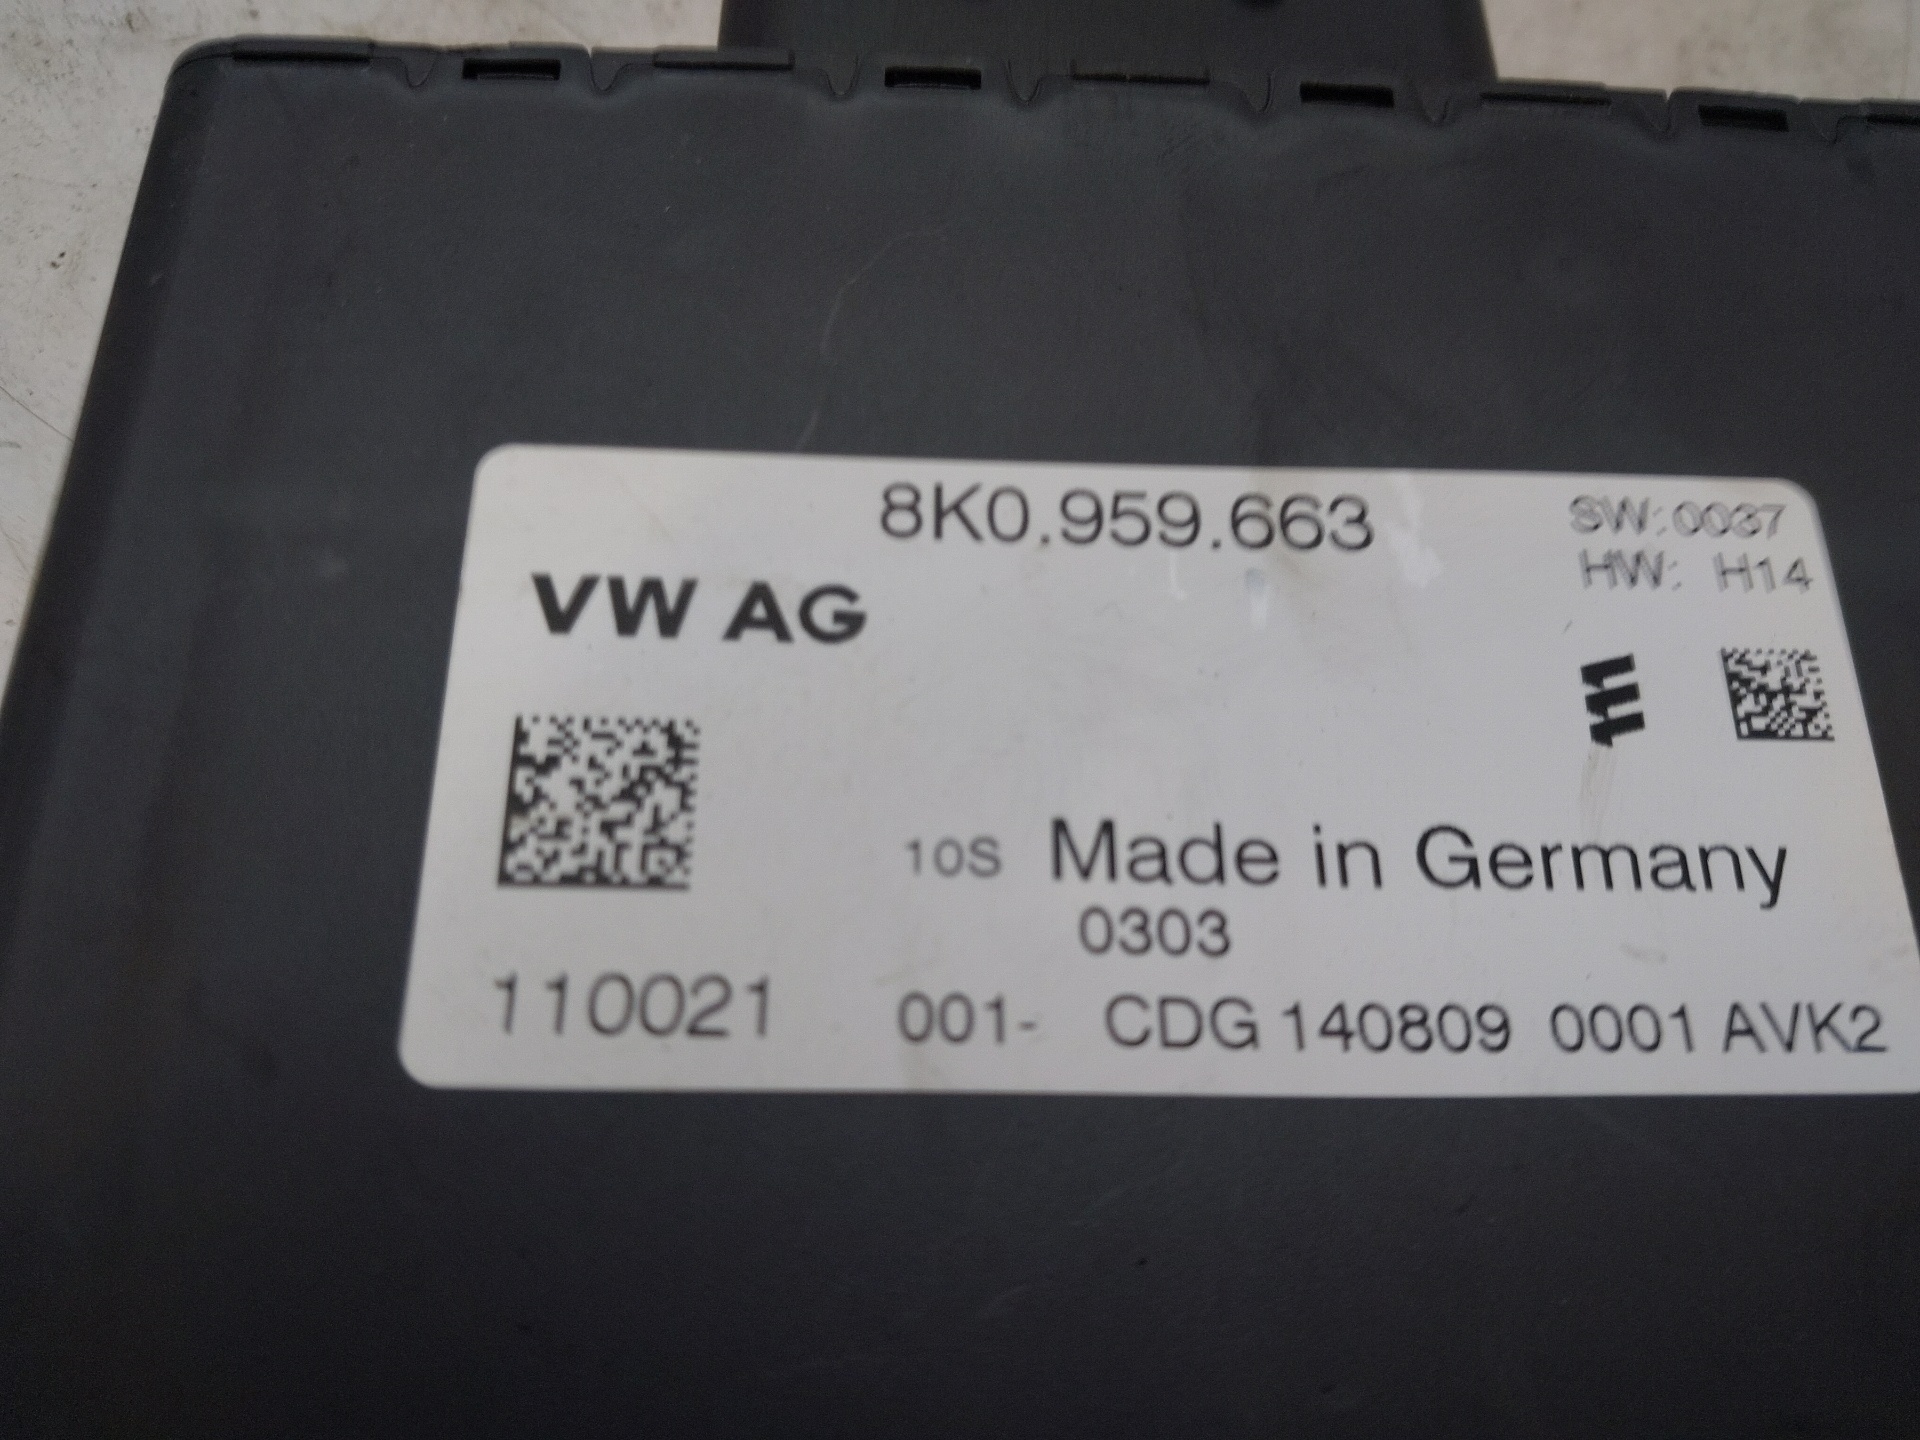 8K0.959.663
SW:0037
HW: H14
VW AG
10S Made in Germany
0303
110021 001- CDG 140809 0001 AVK2